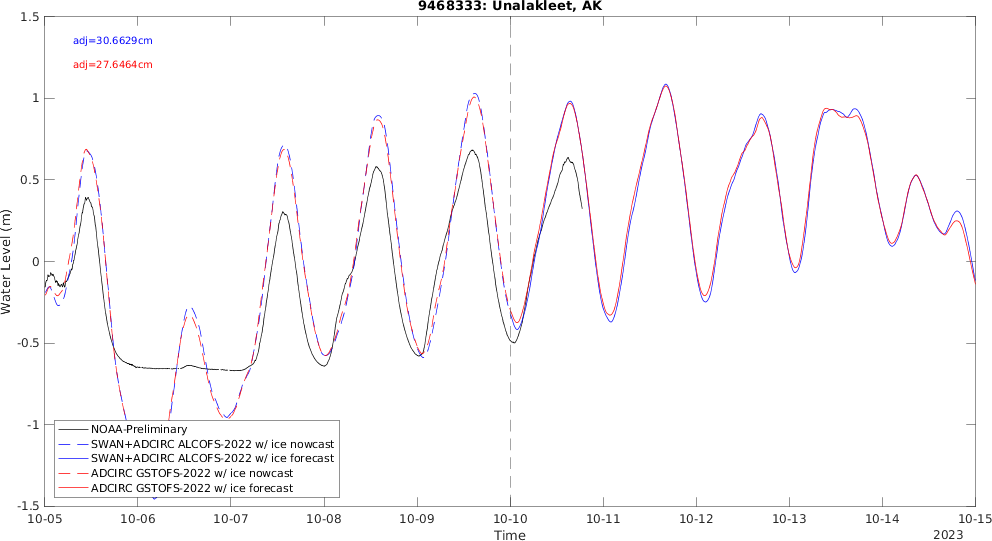 9468333: Unalakleet, AK
adj=30.6629cm
adj=27.6464cm
Water Level (m)
1.5
1
0.5
0
-0.5
-1
-1.5
NOAA-Preliminary
SWAN+ADCIRC ALCOFS-2022 w/ ice nowcast
SWAN+ADCIRC ALCOFS-2022 w/ ice forecast
ADCIRC GSTOFS-2022 w/ ice nowcast
ADCIRC GSTOFS-2022 w/ ice forecast
10-05 10-06 10-07 10-08 10-09 10-10 10-11 10-12 10-13 10-14 10-15
Time
2023